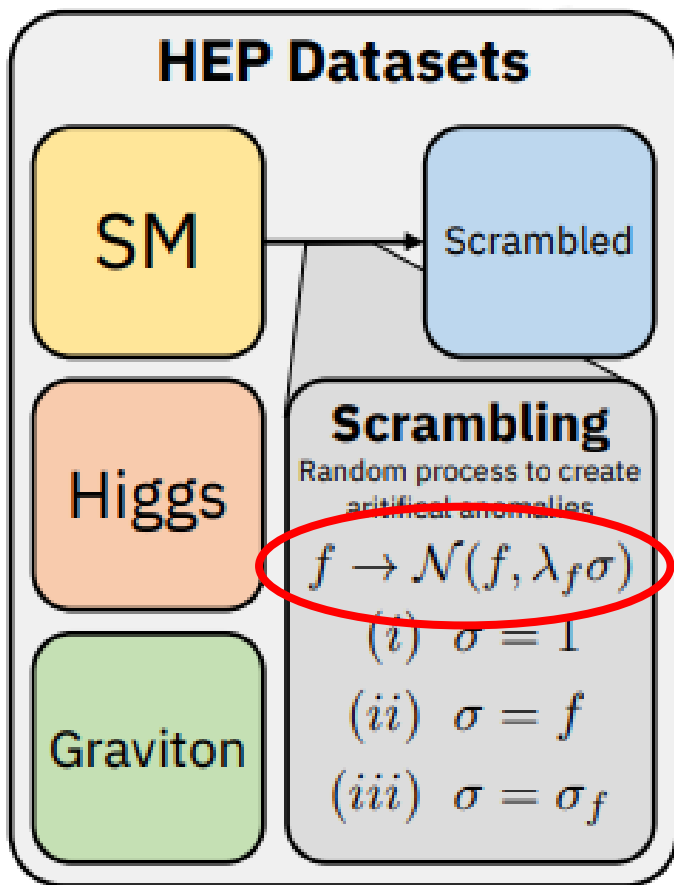 HEP Datasets
SM
Scrambled
Higgs
Scrambling
Random process to create
aritifical anomalies
f → 𝒩(f, λ_f σ)
(i) σ = 1
(ii) σ = f
(iii) σ = σ_f
Graviton